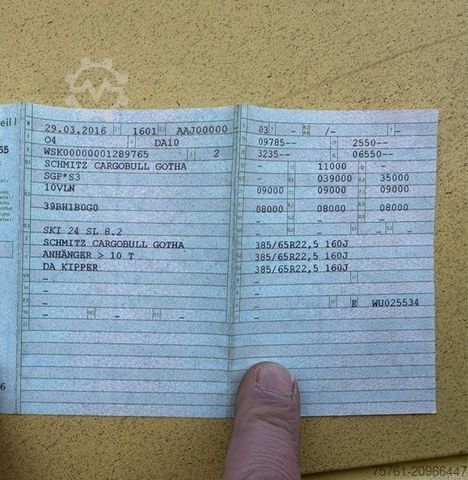 eil I
55
29.03.2016 1601 AAJ00000 -
O4 DA10
WSK00000001289765 2
SCHMITZ CARGOBULL GOTHA
SGF*S3
10VLN
39BH1B0G0
SKI 24 SL 8.2
SCHMITZ CARGOBULL GOTHA
ANHÄNGER > 10 T
DA KIPPER
-
- - -
6
03 - /-
09785-- 2550--
3235-- 06550--
- 11000 -
- 039000 35000
09000 09000 09000
- - -
08000 08000 08000
- - -
-
385/65R22,5 160J
385/65R22,5 160J
385/65R22,5 160J
-
-
E WU025534
-
75761-20966447